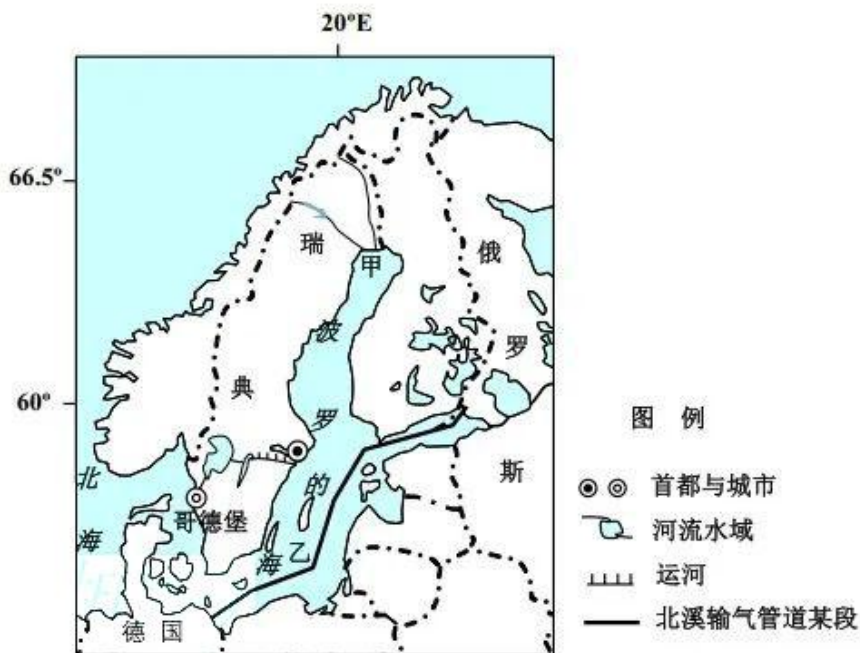 20°E
66.5°
瑞
甲
俄
波
罗
典
60°
罗
斯
的
北
海
哥德堡
乙
海
德国
图 例
首都与城市
河流水域
运河
北溪输气管道某段